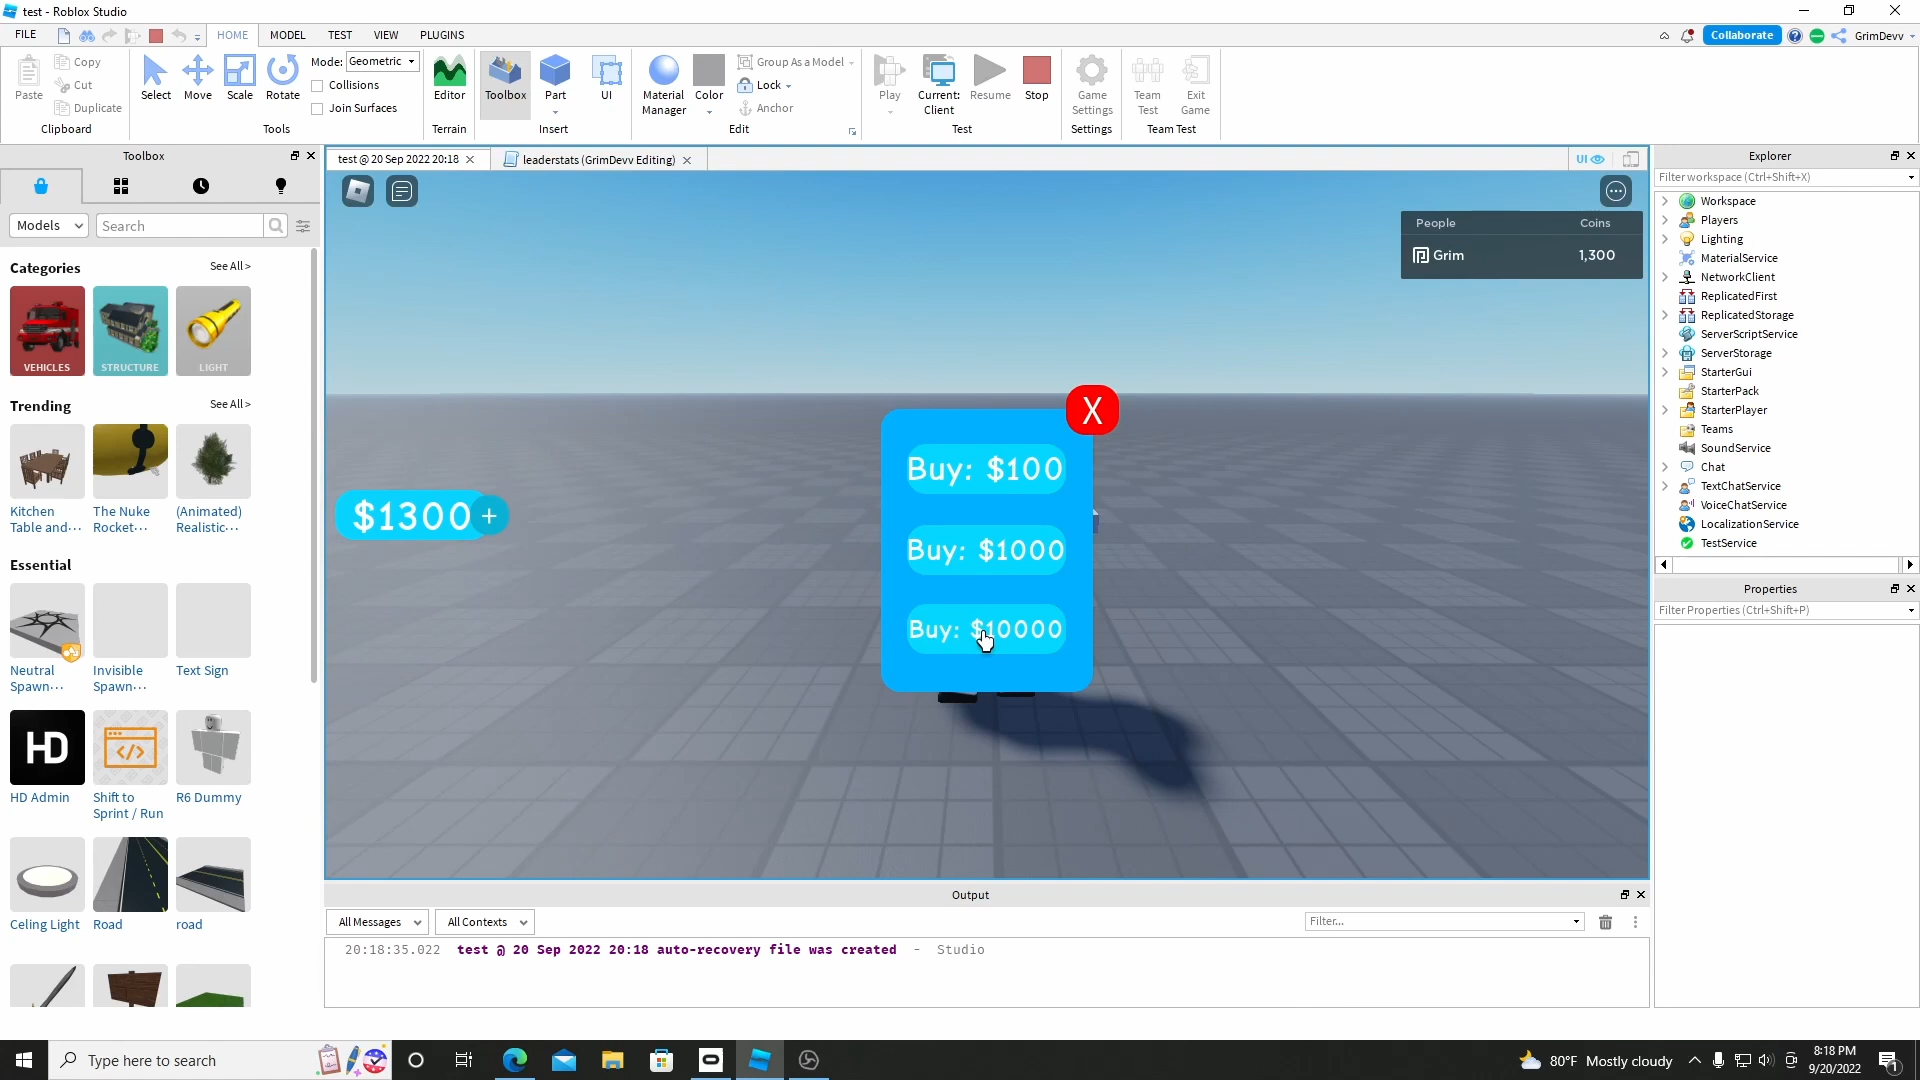 test - Roblox Studio
FILE
HOME
MODEL
TEST
VIEW
PLUGINS
Collaborate
GrimDevv
Paste
Copy
Cut
Duplicate
Clipboard
Select
Move
Scale
Rotate
Mode: Geometric
Collisions
Join Surfaces
Tools
Editor
Terrain
Toolbox
Part
UI
Insert
Material
Manager
Color
Group As a Model
Lock
Anchor
Edit
Play
Current:
Client
Resume
Stop
Test
Game
Settings
Settings
Team
Test
Exit
Game
Team Test
Toolbox
Models
Search
Categories
See All >
VEHICLES
STRUCTURE
LIGHT
Trending
See All >
Kitchen
Table and···
The Nuke
Rocket···
(Animated)
Realistic···
Essential
Neutral
Spawn···
Invisible
Spawn···
Text Sign
HD
HD Admin
Shift to
Sprint / Run
R6 Dummy
Celing Light
Road
road
test @ 20 Sep 2022 20:18
leaderstats (GrimDevv Editing)
UI
People Coins
Grim 1,300
$1300 +
X
Buy: $100
Buy: $1000
Buy: $10000
Output
All Messages
All Contexts
Filter...
20:18:35.022 test @ 20 Sep 2022 20:18 auto-recovery file was created - Studio
Explorer
Filter workspace (Ctrl+Shift+X)
Workspace
Players
Lighting
MaterialService
NetworkClient
ReplicatedFirst
ReplicatedStorage
ServerScriptService
ServerStorage
StarterGui
StarterPack
StarterPlayer
Teams
SoundService
Chat
TextChatService
VoiceChatService
LocalizationService
TestService
Properties
Filter Properties (Ctrl+Shift+P)
Type here to search
80°F Mostly cloudy
8:18 PM
9/20/2022
1